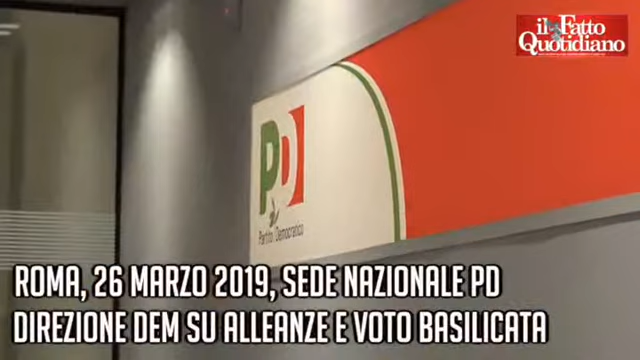 il Fatto
Quotidiano
PD
Partito Democratico
ROMA, 26 MARZO 2019, SEDE NAZIONALE PD
DIREZIONE DEM SU ALLEANZE E VOTO BASILICATA